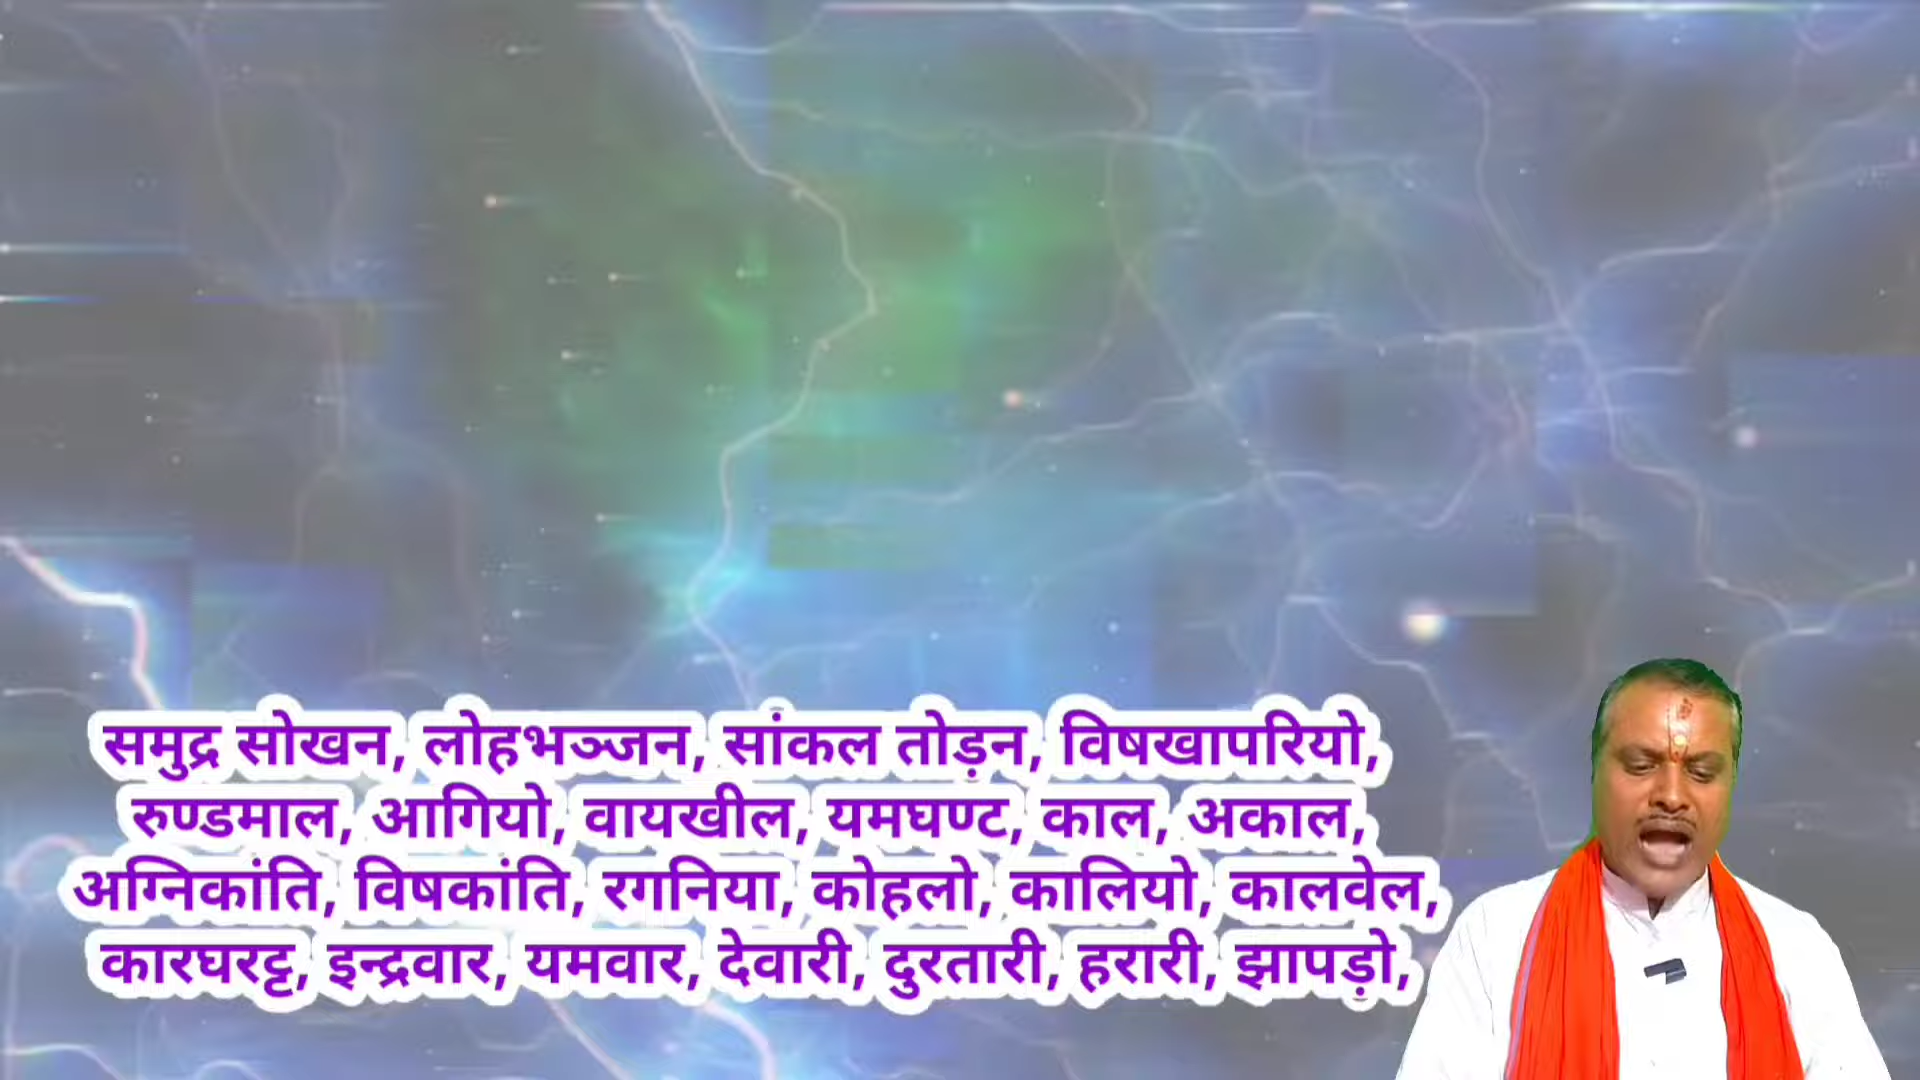 समुद्र सोखन, लोहभञ्जन, सांकल तोड़न, विषखापरियो,
रुण्डमाल, आगियो, वायखील, यमघण्ट, काल, अकाल,
अग्निकांति, विषकांति, रगनिया, कोहलो, कालियो, कालवेल,
कारघरट्ट, इन्द्रवार, यमवार, देवारी, दुरतारी, हरारी, झापड़ो,